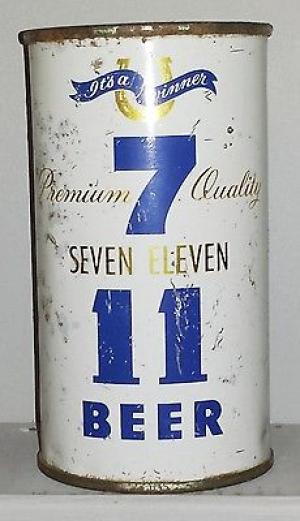 It's a Winner
7
Premium Quality
SEVEN ELEVEN
11
BEER